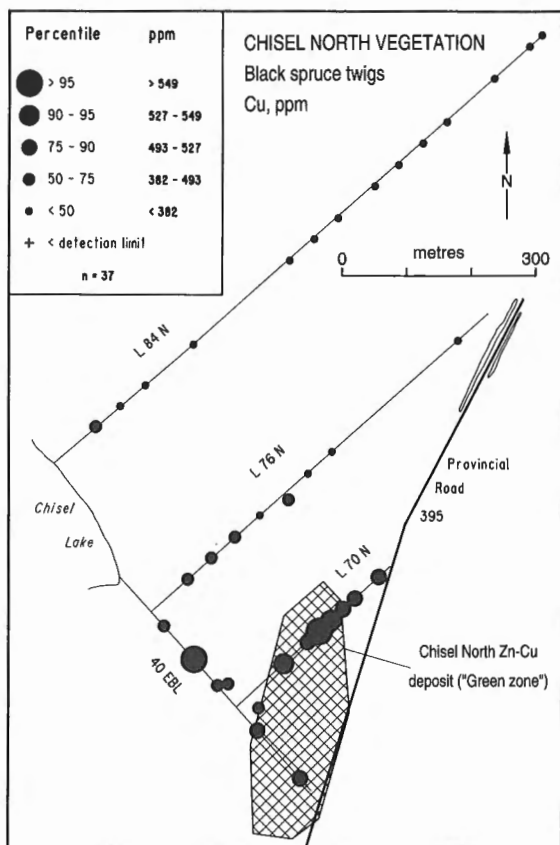 Percentile ppm
> 95 > 549
90 - 95 527 - 549
75 - 90 493 - 527
50 - 75 382 - 493
< 50 < 382
+ < detection limit
n = 37
CHISEL NORTH VEGETATION
Black spruce twigs
Cu, ppm
N
metres
0 300
L 84 N
L 76 N
Chisel
Lake
Provincial
Road
395
L 70 N
40 EBL
Chisel North Zn-Cu
deposit ("Green zone")